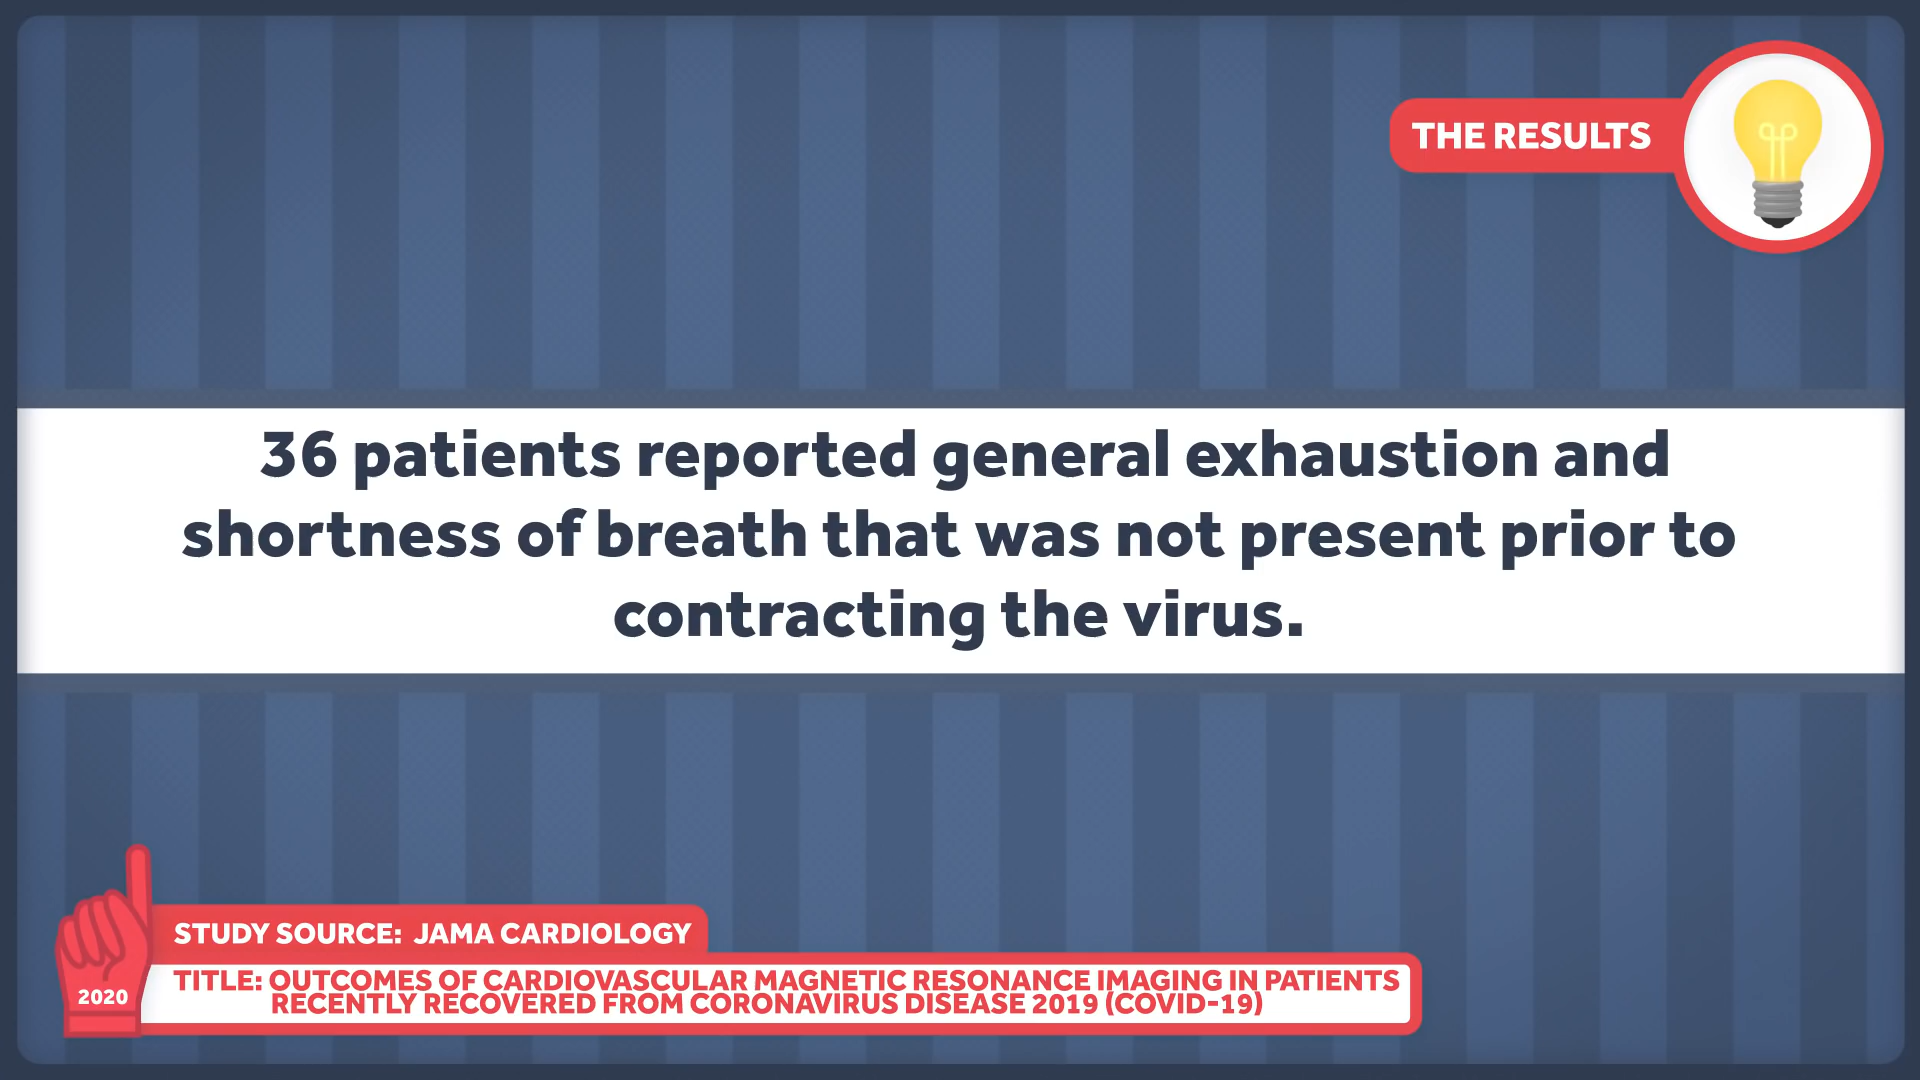 THE RESULTS
36 patients reported general exhaustion and
shortness of breath that was not present prior to
contracting the virus.
STUDY SOURCE: JAMA CARDIOLOGY
2020
TITLE: OUTCOMES OF CARDIOVASCULAR MAGNETIC RESONANCE IMAGING IN PATIENTS
RECENTLY RECOVERED FROM CORONAVIRUS DISEASE 2019 (COVID-19)